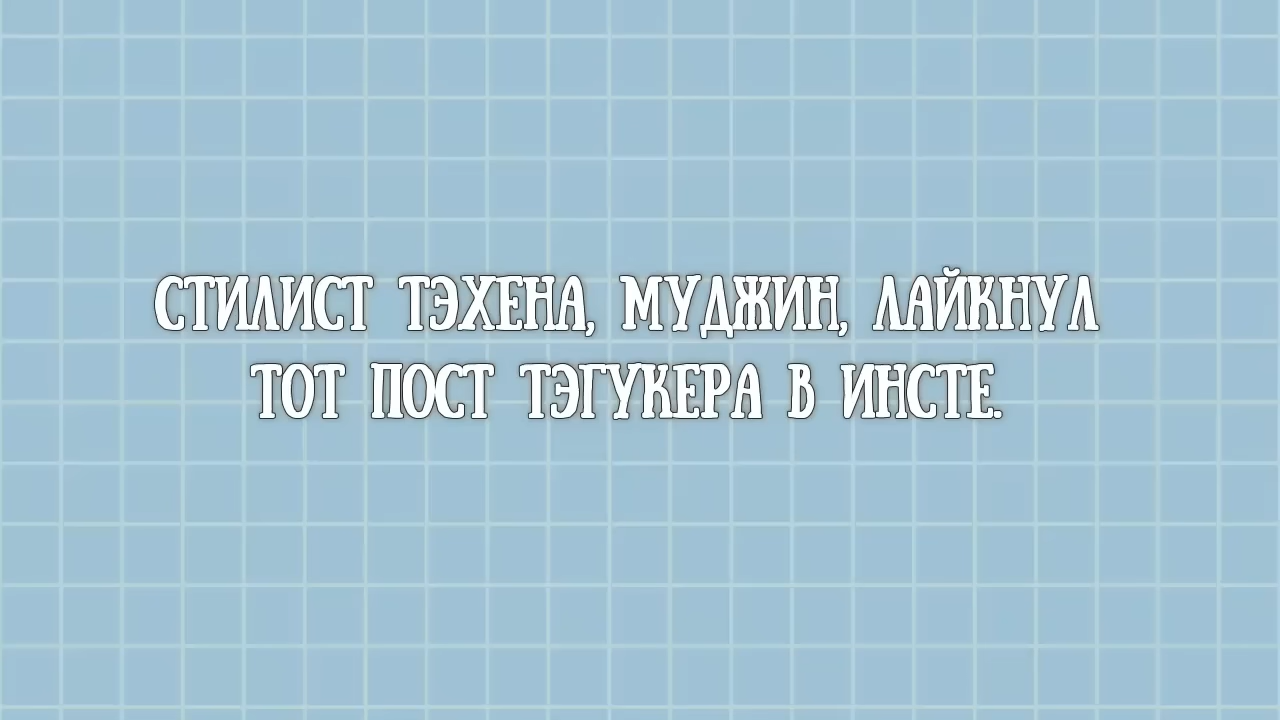 СТИЛИСТ ТЭХЕНА, МУДЖИН, ЛАЙКНУЛ
ТОТ ПОСТ ТЭГУКЕРА В ИНСТЕ.